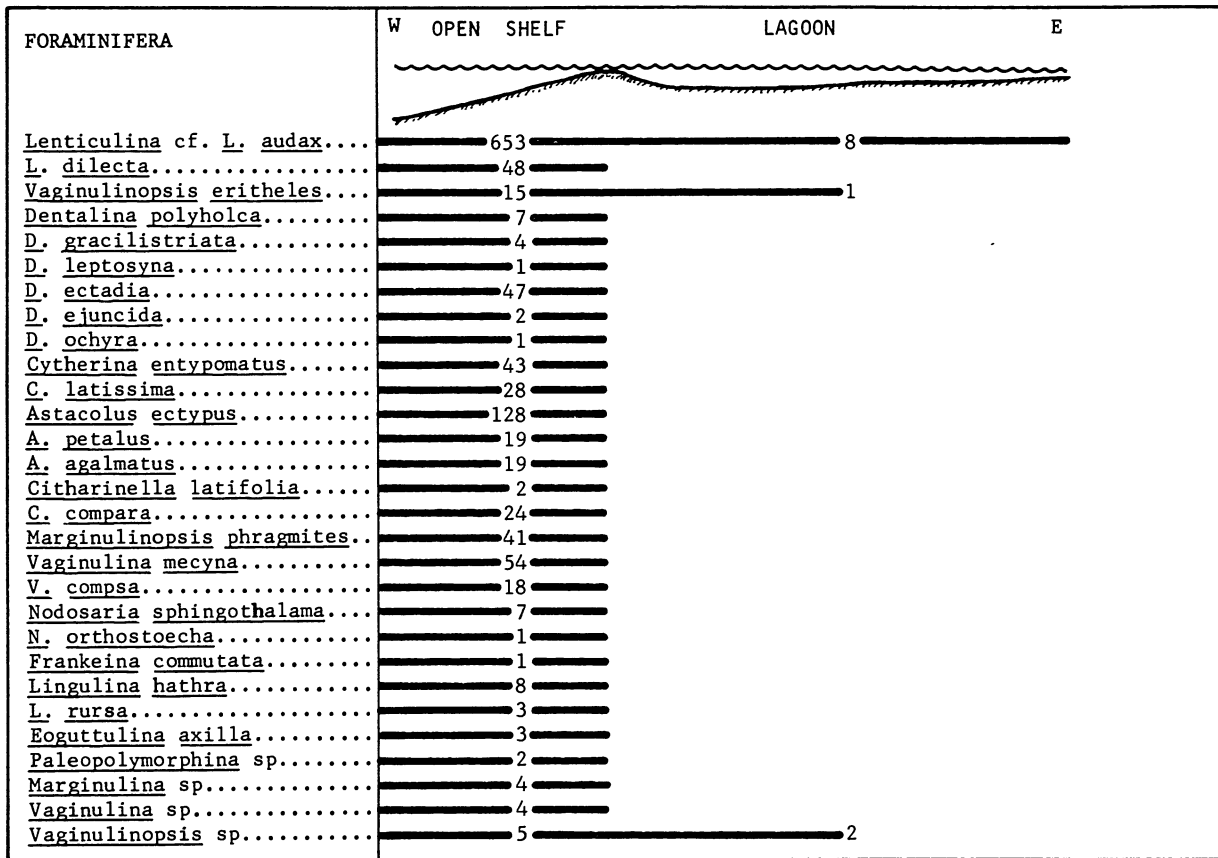 FORAMINIFERA
W OPEN SHELF LAGOON E
Lenticulina cf. L. audax.... 653 8
L. dilecta.................. 48
Vaginulinopsis eritheles.... 15 1
Dentalina polyholca......... 7
D. gracilistriata........... 4
D. leptosyna................ 1
D. ectadia.................. 47
D. ejuncida................. 2
D. ochyra................... 1
Cytherina entypomatus....... 43
C. latissima................ 28
Astacolus ectypus........... 128
A. petalus.................. 19
A. agalmatus................ 19
Citharinella latifolia...... 2
C. compara.................. 24
Marginulinopsis phragmites.. 41
Vaginulina mecyna........... 54
V. compsa................... 18
Nodosaria sphingothalama.... 7
N. orthostoecha............. 1
Frankeina commutata......... 1
Lingulina hathra............ 8
L. rursa.................... 3
Eoguttulina axilla.......... 3
Paleopolymorphina sp........ 2
Marginulina sp.............. 4
Vaginulina sp............... 4
Vaginulinopsis sp........... 5 2